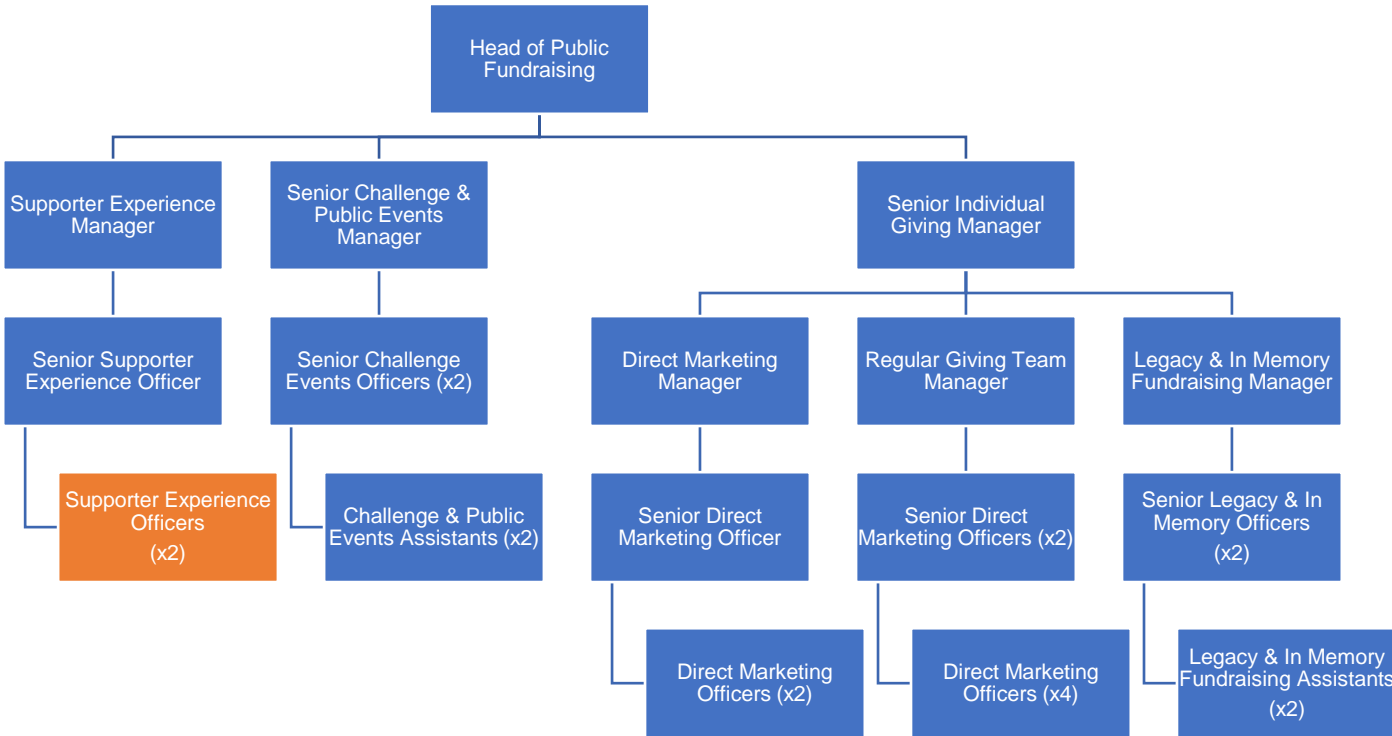 Head of Public
Fundraising
Supporter Experience
Manager
Senior Challenge &
Public Events
Manager
Senior Individual
Giving Manager
Senior Supporter
Experience Officer
Senior Challenge
Events Officers (x2)
Direct Marketing
Manager
Regular Giving Team
Manager
Legacy & In Memory
Fundraising Manager
Supporter Experience
Officers
(x2)
Challenge & Public
Events Assistants (x2)
Senior Direct
Marketing Officer
Senior Direct
Marketing Officers (x2)
Senior Legacy & In
Memory Officers
(x2)
Direct Marketing
Officers (x2)
Direct Marketing
Officers (x4)
Legacy & In Memory
Fundraising Assistants
(x2)